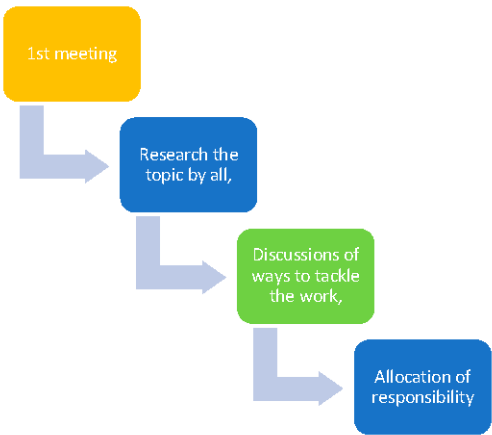 1st meeting
Research the
topic by all,
Discussions of
ways to tackle
the work,
Allocation of
responsibility